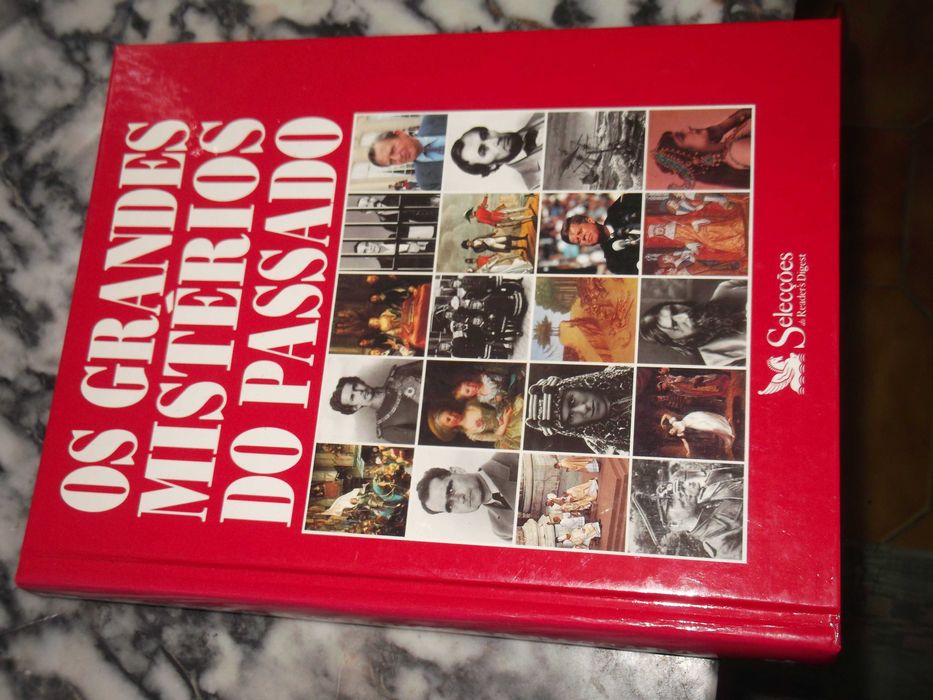 OS GRANDES
MISTÉRIOS
DO PASSADO
Selecções
do Reader's Digest